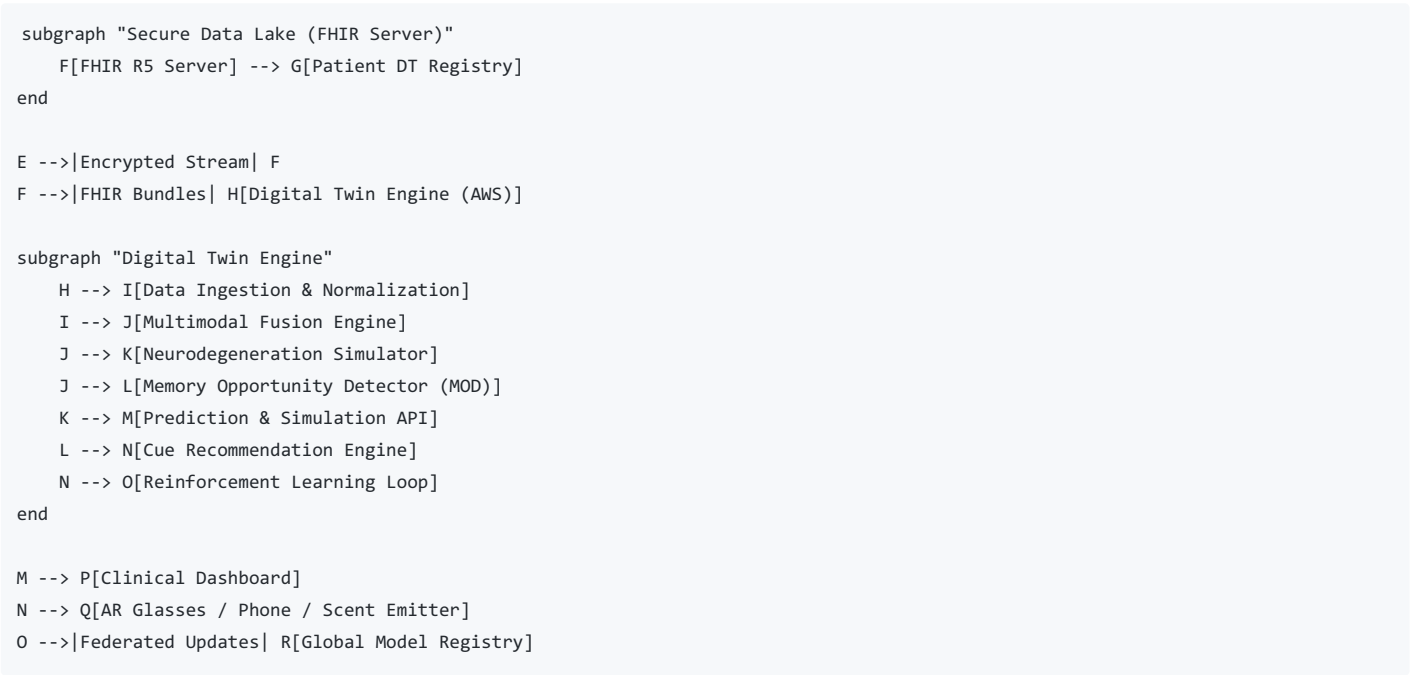 subgraph "Secure Data Lake (FHIR Server)"
    F[FHIR R5 Server] --> G[Patient DT Registry]
end

E -->|Encrypted Stream| F
F -->|FHIR Bundles| H[Digital Twin Engine (AWS)]

subgraph "Digital Twin Engine"
    H --> I[Data Ingestion & Normalization]
    I --> J[Multimodal Fusion Engine]
    J --> K[Neurodegeneration Simulator]
    J --> L[Memory Opportunity Detector (MOD)]
    K --> M[Prediction & Simulation API]
    L --> N[Cue Recommendation Engine]
    N --> O[Reinforcement Learning Loop]
end

M --> P[Clinical Dashboard]
N --> Q[AR Glasses / Phone / Scent Emitter]
O -->|Federated Updates| R[Global Model Registry]